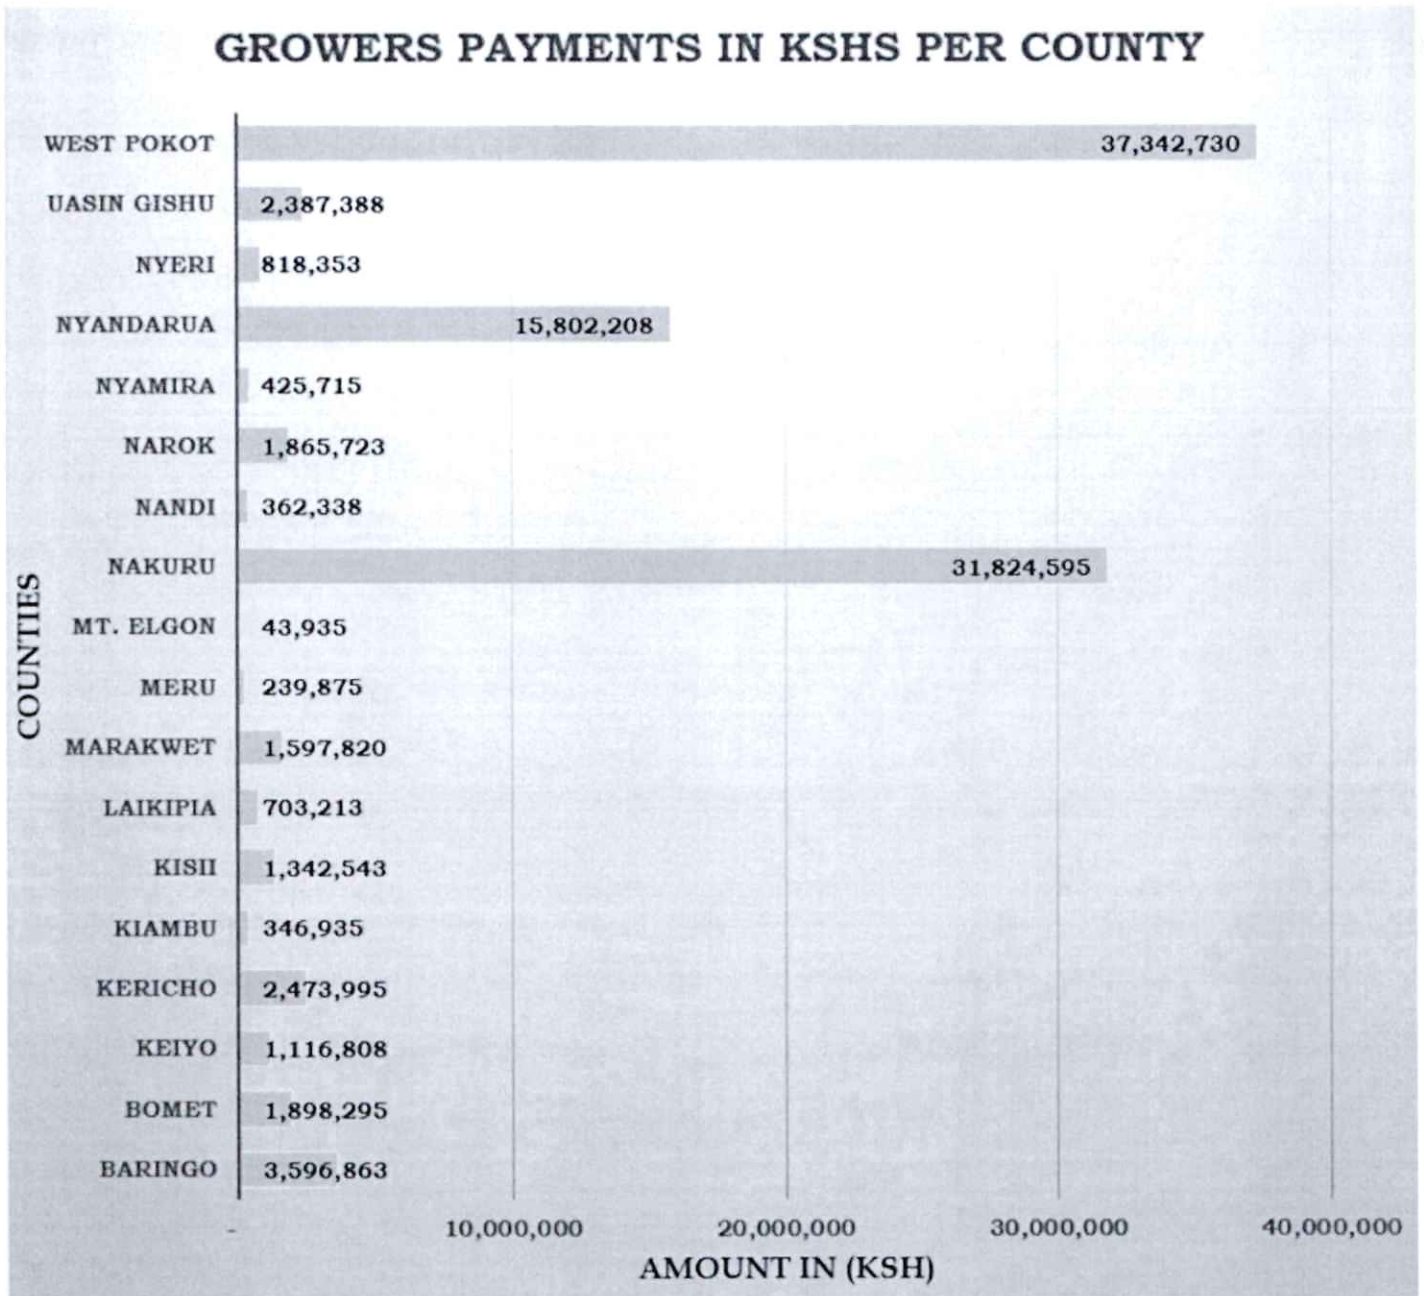 GROWERS PAYMENTS IN KSHS PER COUNTY
WEST POKOT 37,342,730
UASIN GISHU 2,387,388
NYERI 818,353
NYANDARUA 15,802,208
NYAMIRA 425,715
NAROK 1,865,723
NANDI 362,338
NAKURU 31,824,595
MT. ELGON 43,935
MERU 239,875
MARAKWET 1,597,820
LAIKIPIA 703,213
KISII 1,342,543
KIAMBU 346,935
KERICHO 2,473,995
KEIYO 1,116,808
BOMET 1,898,295
BARINGO 3,596,863
COUNTIES
- 10,000,000 20,000,000 30,000,000 40,000,000
AMOUNT IN (KSH)